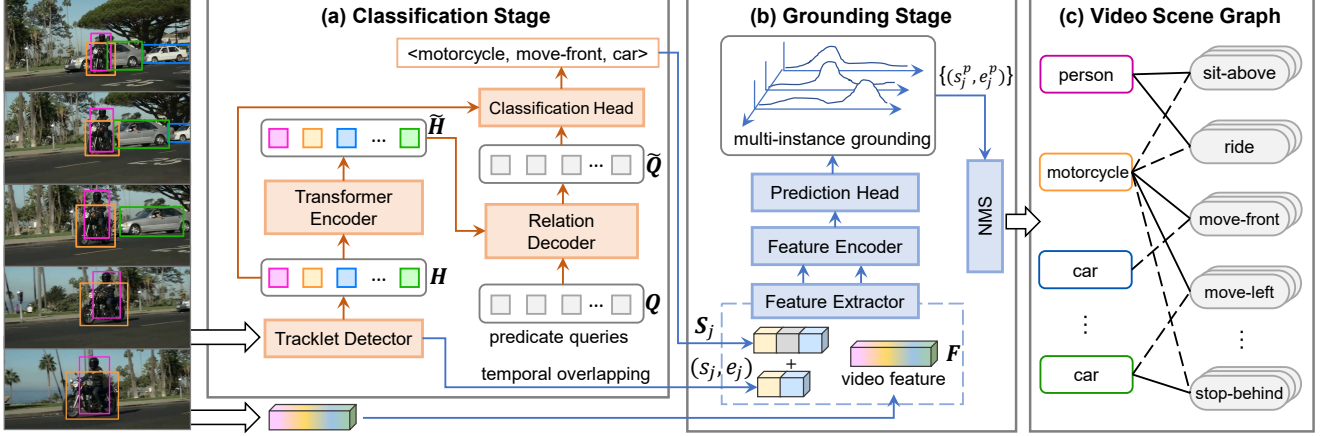 (a) Classification Stage
<motorcycle, move-front, car>
Classification Head
H̃
Q̃
Transformer
Encoder
Relation
Decoder
H
Q
Tracklet Detector
predicate queries
temporal overlapping
(b) Grounding Stage
{(s_j^p, e_j^p)}
multi-instance grounding
Prediction Head
NMS
Feature Encoder
Feature Extractor
S_j
(s_j, e_j)
+
F
video feature
(c) Video Scene Graph
person
motorcycle
car
⋮
car
sit-above
ride
move-front
move-left
⋮
stop-behind